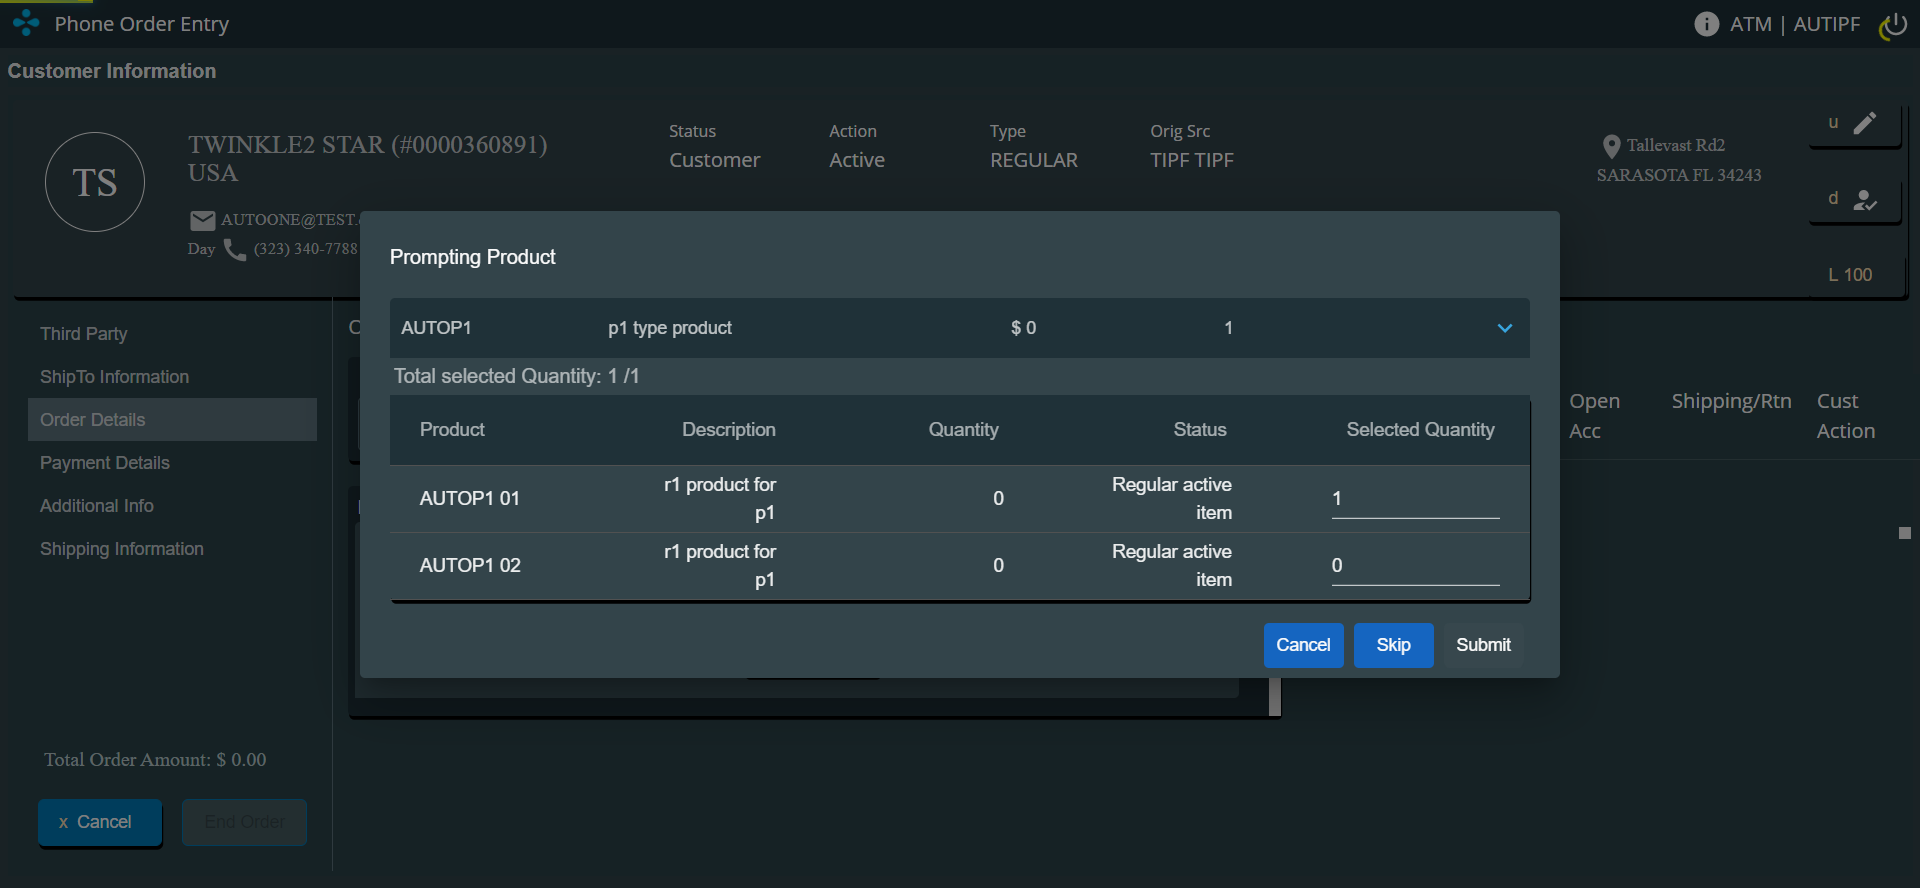 Phone Order Entry
ATM | AUTIPF
Customer Information
TS
TWINKLE2 STAR (#0000360891)
USA
AUTOONE@TEST.
Day (323) 340-7788
Status
Customer
Action
Active
Type
REGULAR
Orig Src
TIPF TIPF
Tallevast Rd2
SARASOTA FL 34243
u
d
L 100
Third Party
ShipTo Information
Order Details
Payment Details
Additional Info
Shipping Information
Total Order Amount: $ 0.00
x Cancel
End Order
Open
Acc
Shipping/Rtn
Cust
Action
Prompting Product
AUTOP1 p1 type product $ 0 1
Total selected Quantity: 1 /1
Product Description Quantity Status Selected Quantity
AUTOP1 01 r1 product for p1 0 Regular active item 1
AUTOP1 02 r1 product for p1 0 Regular active item 0
Cancel Skip Submit